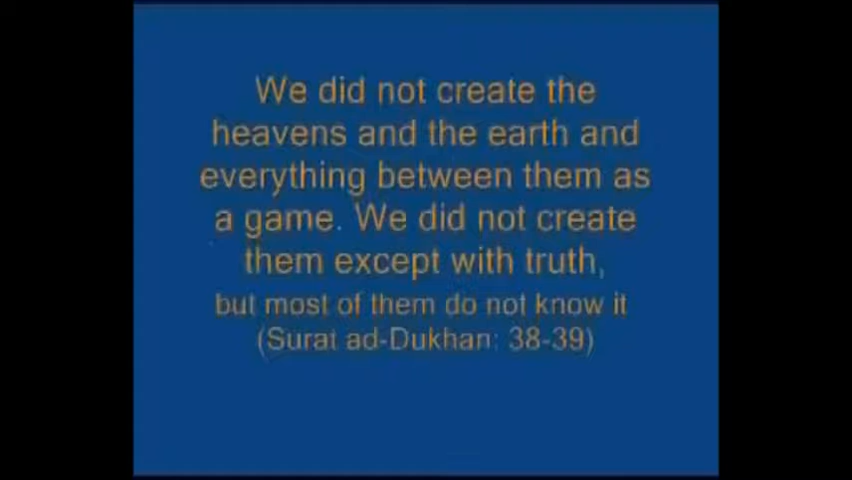 We did not create the
heavens and the earth and
everything between them as
a game. We did not create
them except with truth,
but most of them do not know it
(Surat ad-Dukhan: 38-39)